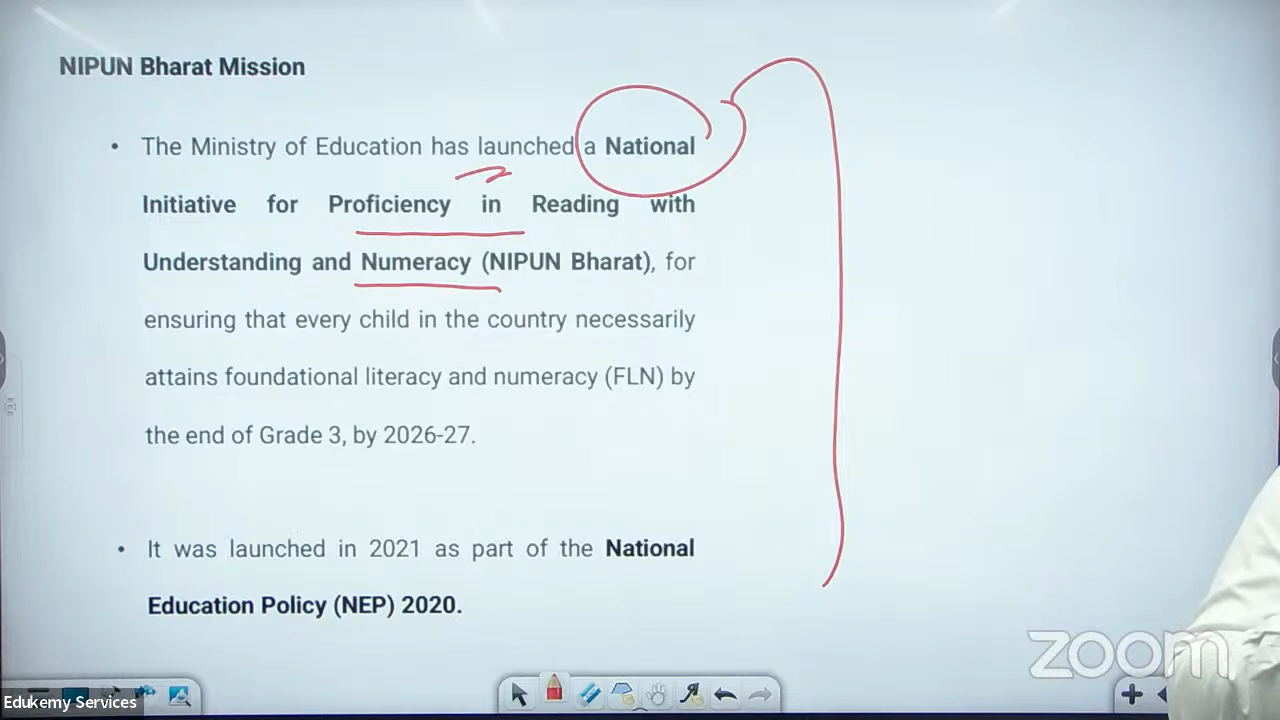 NIPUN Bharat Mission
• The Ministry of Education has launched a National
Initiative for Proficiency in Reading with
Understanding and Numeracy (NIPUN Bharat), for
ensuring that every child in the country necessarily
attains foundational literacy and numeracy (FLN) by
the end of Grade 3, by 2026-27.
• It was launched in 2021 as part of the National
Education Policy (NEP) 2020.
zoom
Edukemy Services